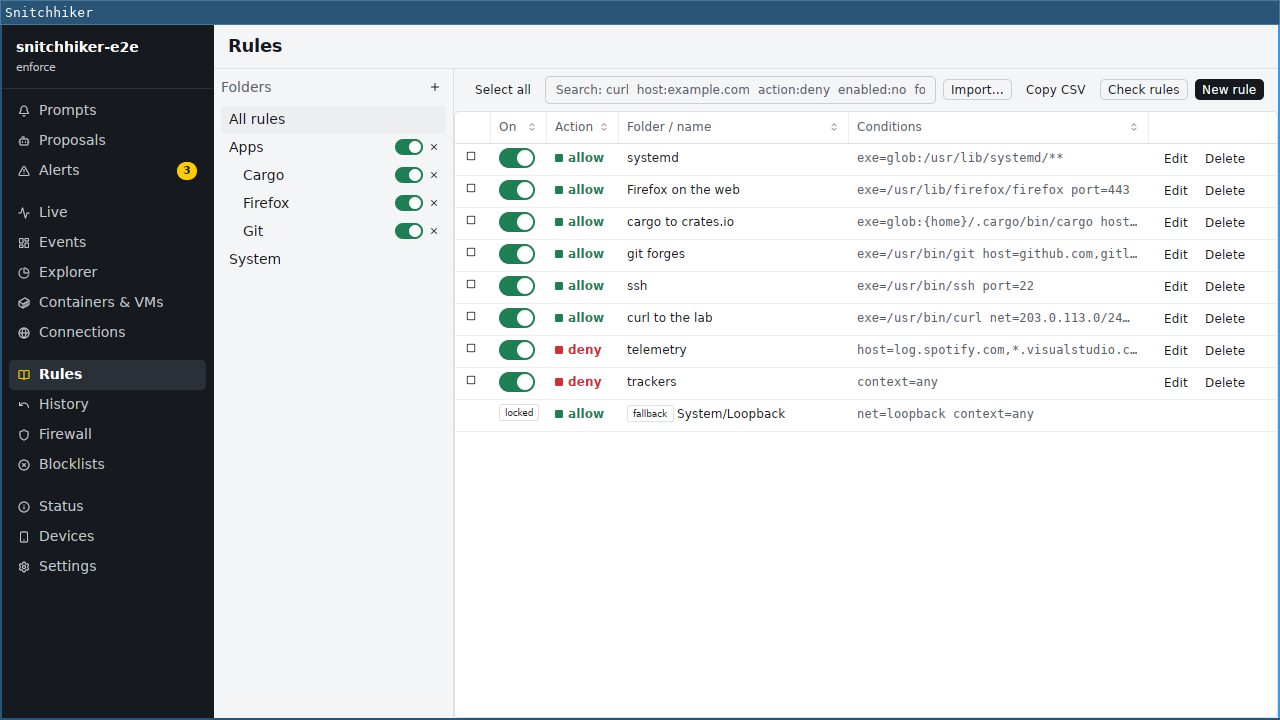 Snitchhiker
snitchhiker-e2e
enforce
Prompts
Proposals
Alerts 3
Live
Events
Explorer
Containers & VMs
Connections
Rules
History
Firewall
Blocklists
Status
Devices
Settings
Rules
Folders +
All rules
Apps ×
Cargo ×
Firefox ×
Git ×
System
Select all Search: curl host:example.com action:deny enabled:no fo Import... Copy CSV Check rules New rule
On Action Folder / name Conditions
allow systemd exe=glob:/usr/lib/systemd/** Edit Delete
allow Firefox on the web exe=/usr/lib/firefox/firefox port=443 Edit Delete
allow cargo to crates.io exe=glob:{home}/.cargo/bin/cargo host… Edit Delete
allow git forges exe=/usr/bin/git host=github.com,gitl… Edit Delete
allow ssh exe=/usr/bin/ssh port=22 Edit Delete
allow curl to the lab exe=/usr/bin/curl net=203.0.113.0/24… Edit Delete
deny telemetry host=log.spotify.com,*.visualstudio.c… Edit Delete
deny trackers context=any Edit Delete
locked allow fallback System/Loopback net=loopback context=any